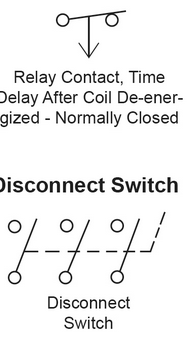 Relay Contact, Time
Delay After Coil De-ener-
gized - Normally Closed
Disconnect Switch
Disconnect
Switch